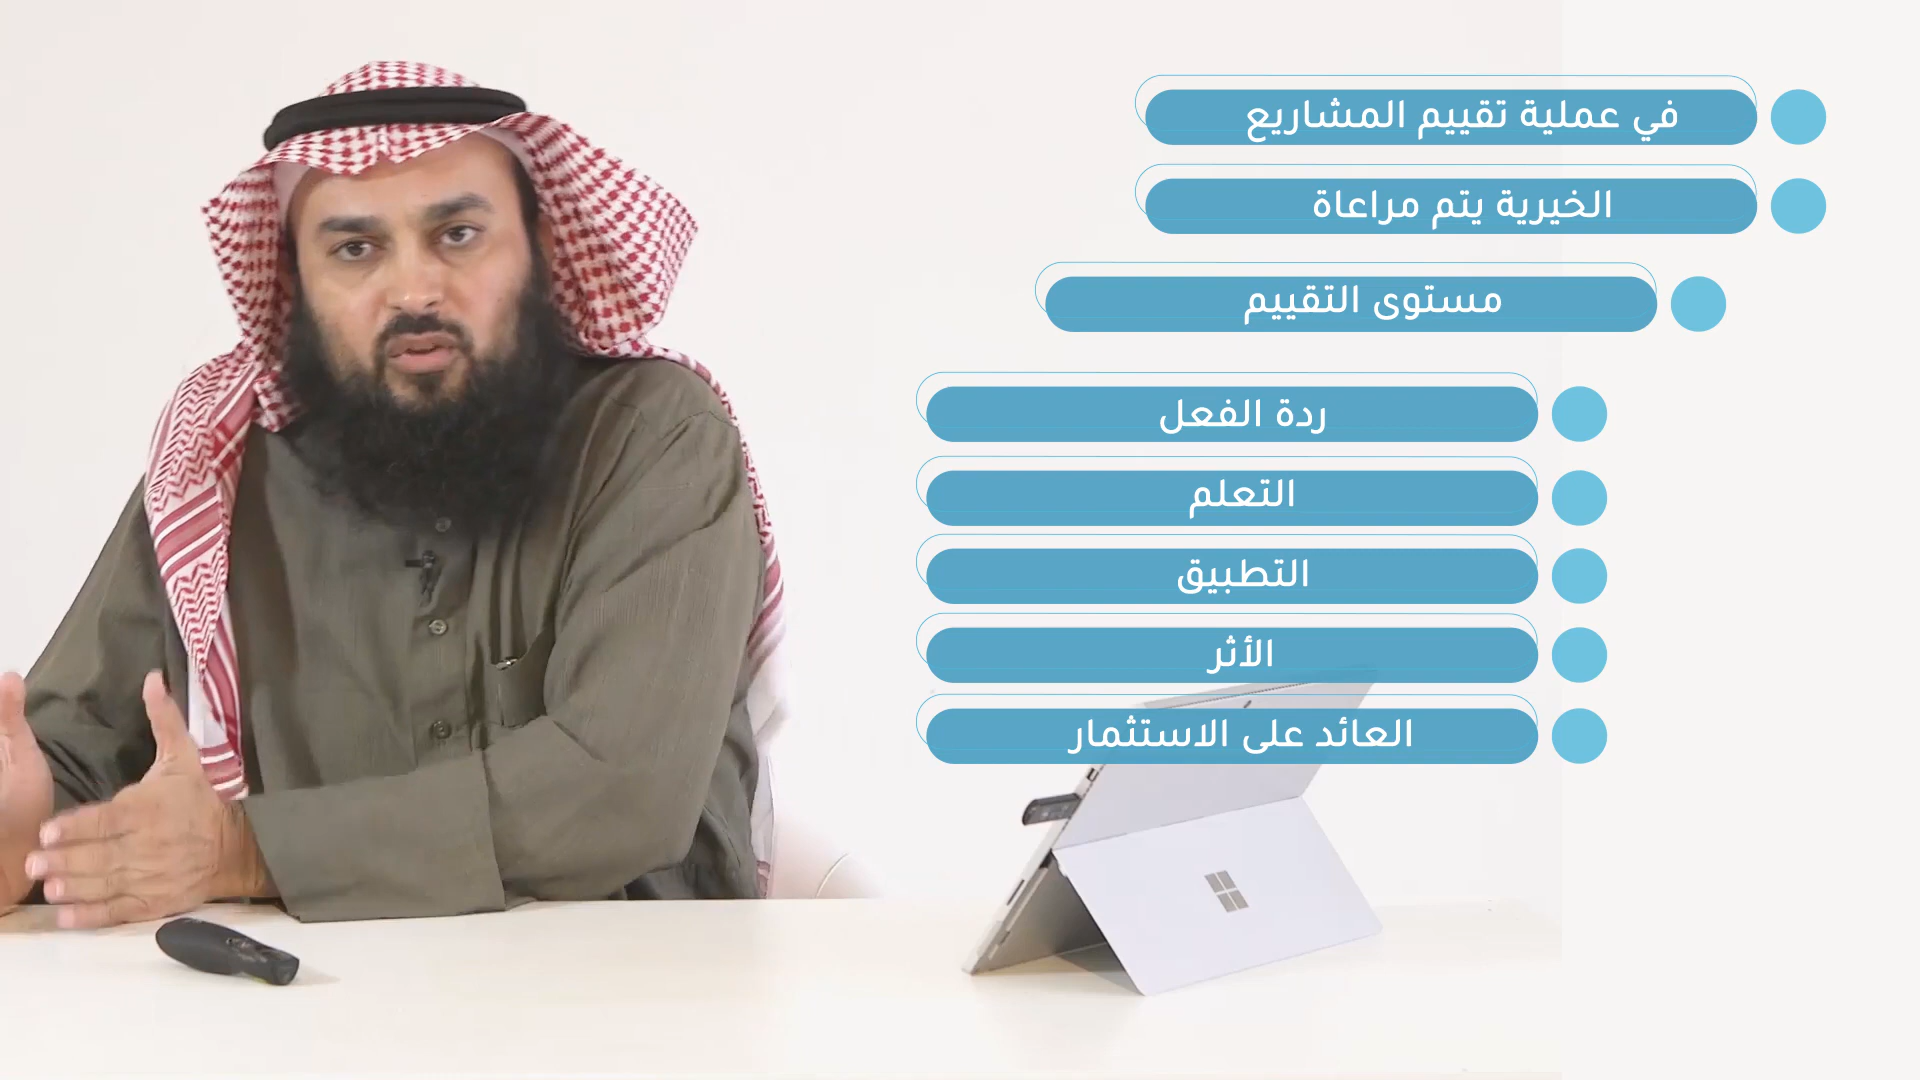 في عملية تقييم المشاريع
الخيرية يتم مراعاة
مستوى التقييم
ردة الفعل
التعلم
التطبيق
الأثر
العائد على الاستثمار